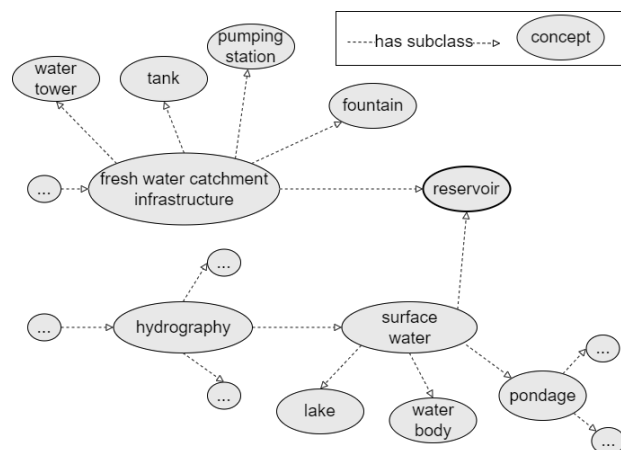 pumping
station
has subclass
concept
water
tower
tank
fountain
...
fresh water catchment
infrastructure
reservoir
...
...
hydrography
surface
water
...
...
lake
water
body
pondage
...